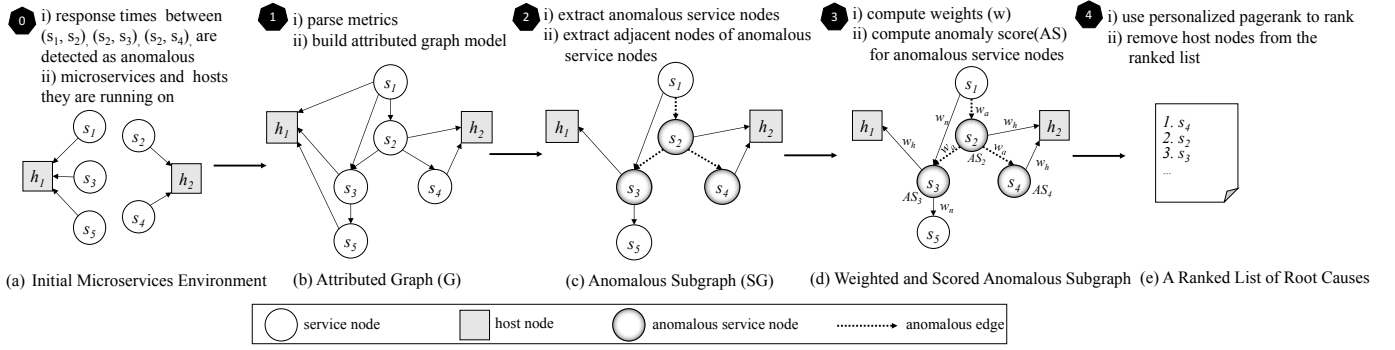 0
i) response times between
(s1, s2), (s2, s3), (s2, s4), are
detected as anomalous
ii) microservices and hosts
they are running on
s1
s2
h1
s3
h2
s4
s5
(a) Initial Microservices Environment
1
i) parse metrics
ii) build attributed graph model
s1
h1
h2
s2
s3
s4
s5
(b) Attributed Graph (G)
2
i) extract anomalous service nodes
ii) extract adjacent nodes of anomalous
service nodes
s1
h1
h2
s2
s3
s4
s5
(c) Anomalous Subgraph (SG)
3
i) compute weights (w)
ii) compute anomaly score(AS)
for anomalous service nodes
s1
wn
wa
h1
wh
h2
s2
wh
AS2
wa
wh
s3
s4
AS3
AS4
wn
s5
(d) Weighted and Scored Anomalous Subgraph
4
i) use personalized pagerank to rank
ii) remove host nodes from the
ranked list
1. s4
2. s2
3. s3
...
(e) A Ranked List of Root Causes
service node
host node
anomalous service node
anomalous edge